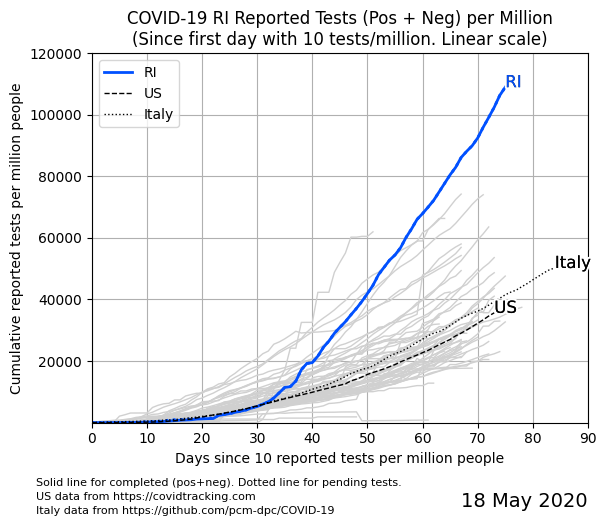 COVID-19 RI Reported Tests (Pos + Neg) per Million
(Since first day with 10 tests/million. Linear scale)
Cumulative reported tests per million people
120000
100000
80000
60000
40000
20000
RI
US
Italy
RI
Italy
US
0 10 20 30 40 50 60 70 80 90
Days since 10 reported tests per million people
Solid line for completed (pos+neg). Dotted line for pending tests.
US data from https://covidtracking.com
Italy data from https://github.com/pcm-dpc/COVID-19
18 May 2020